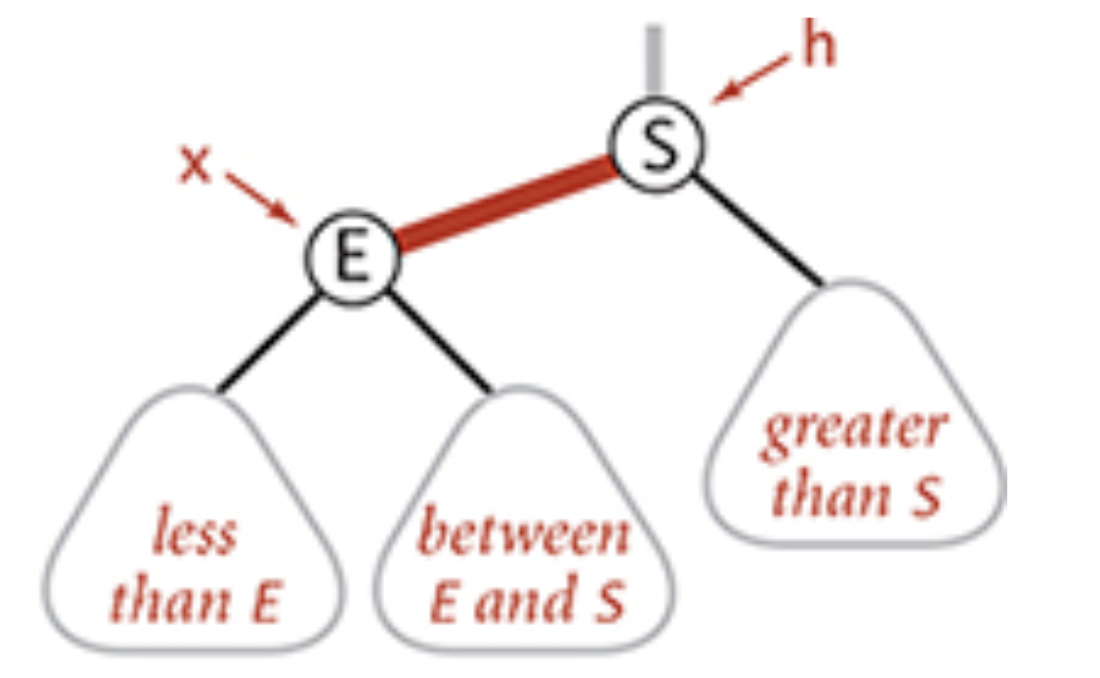 h
S
x
E
greater
than S
less
than E
between
E and S